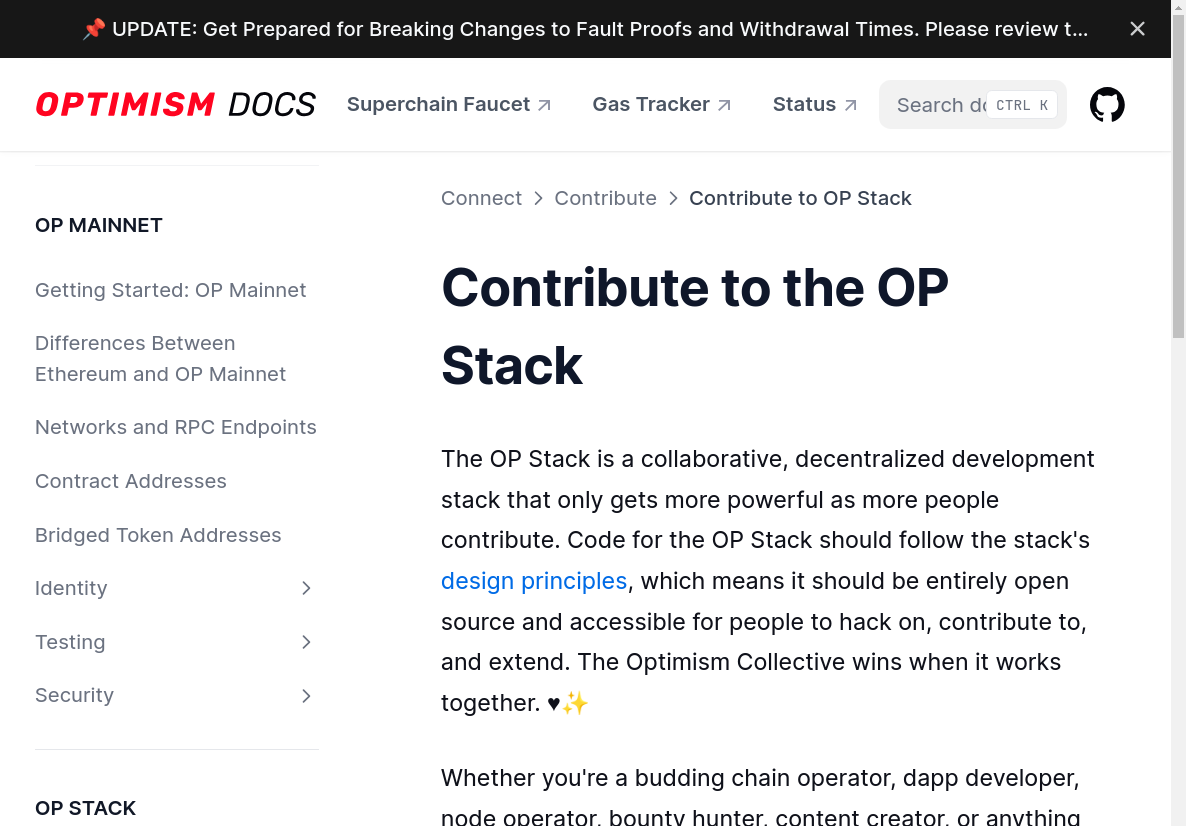 📌 UPDATE: Get Prepared for Breaking Changes to Fault Proofs and Withdrawal Times. Please review t...
OPTIMISM DOCS
Superchain Faucet
Gas Tracker
Status
Search do
CTRL K
OP MAINNET
Getting Started: OP Mainnet
Differences Between
Ethereum and OP Mainnet
Networks and RPC Endpoints
Contract Addresses
Bridged Token Addresses
Identity
Testing
Security
OP STACK
Connect > Contribute > Contribute to OP Stack
Contribute to the OP
Stack
The OP Stack is a collaborative, decentralized development
stack that only gets more powerful as more people
contribute. Code for the OP Stack should follow the stack's
design principles, which means it should be entirely open
source and accessible for people to hack on, contribute to,
and extend. The Optimism Collective wins when it works
together. ♥✨
Whether you're a budding chain operator, dapp developer,
node operator, bounty hunter, content creator, or anything